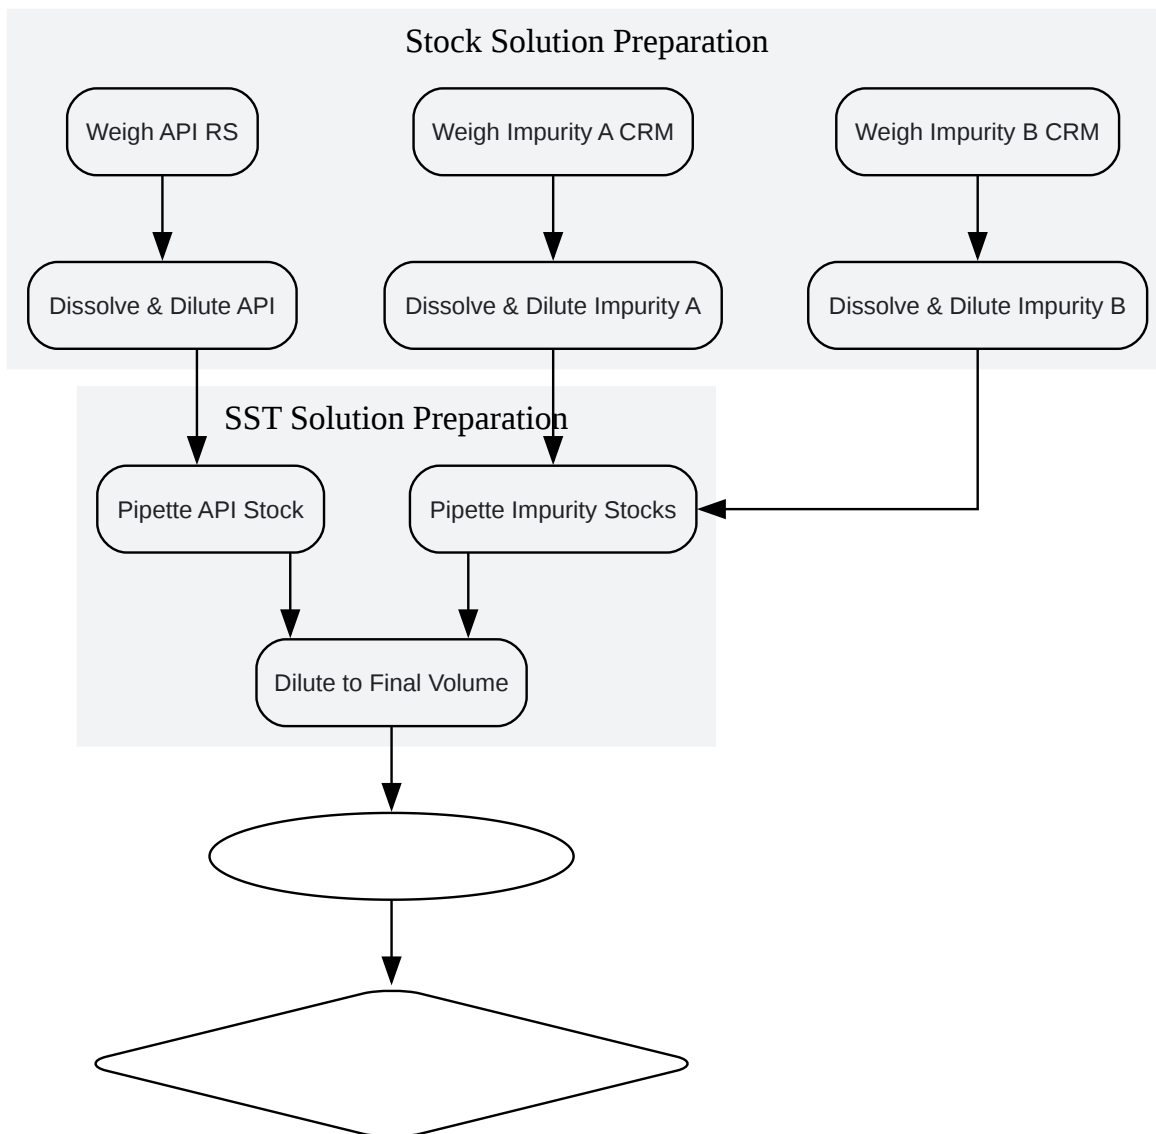 Stock Solution Preparation
Weigh API RS
Weigh Impurity A CRM
Weigh Impurity B CRM
Dissolve & Dilute API
Dissolve & Dilute Impurity A
Dissolve & Dilute Impurity B
SST Solution Preparation
Pipette API Stock
Pipette Impurity Stocks
Dilute to Final Volume